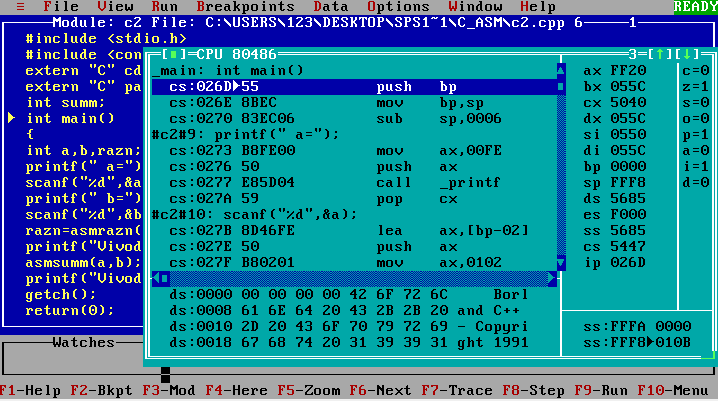 ≡ File View Run Breakpoints Data Options Window Help READY
Module: c2 File: C:\USERS\123\DESKTOP\SPS1~1\C_ASM\c2.cpp 6 1
#include <stdio.h>
#include <con
extern "C" cd
extern "C" pa
int summ;
int main()
{
int a,b,razn;
printf(" a=")
scanf("%d",&a
printf(" b=")
scanf("%d",&b
razn=asmrazn(
printf("Vivod
asmsumm(a,b);
printf("Vivod
getch();
return(0);
CPU 80486 3
_main: int main()
cs:026D 55 push bp
cs:026E 8BEC mov bp,sp
cs:0270 83EC06 sub sp,0006
#c2#9: printf(" a=");
cs:0273 B8FE00 mov ax,00FE
cs:0276 50 push ax
cs:0277 E85D04 call _printf
cs:027A 59 pop cx
#c2#10: scanf("%d",&a);
cs:027B 8D46FE lea ax,[bp-02]
cs:027E 50 push ax
cs:027F B80201 mov ax,0102
ax FF20 c=0
bx 055C z=1
cx 5040 s=0
dx 055C o=0
si 0550 p=1
di 055C a=0
bp 0000 i=1
sp FFF8 d=0
ds 5685
es F000
ss 5685
cs 5447
ip 026D
ds:0000 00 00 00 00 42 6F 72 6C Borl
ds:0008 61 6E 64 20 43 2B 2B 20 and C++
ds:0010 2D 20 43 6F 70 79 72 69 - Copyri
ds:0018 67 68 74 20 31 39 39 31 ght 1991
ss:FFFA 0000
ss:FFF8 010B
Watches
F1-Help F2-Bkpt F3-Mod F4-Here F5-Zoom F6-Next F7-Trace F8-Step F9-Run F10-Menu